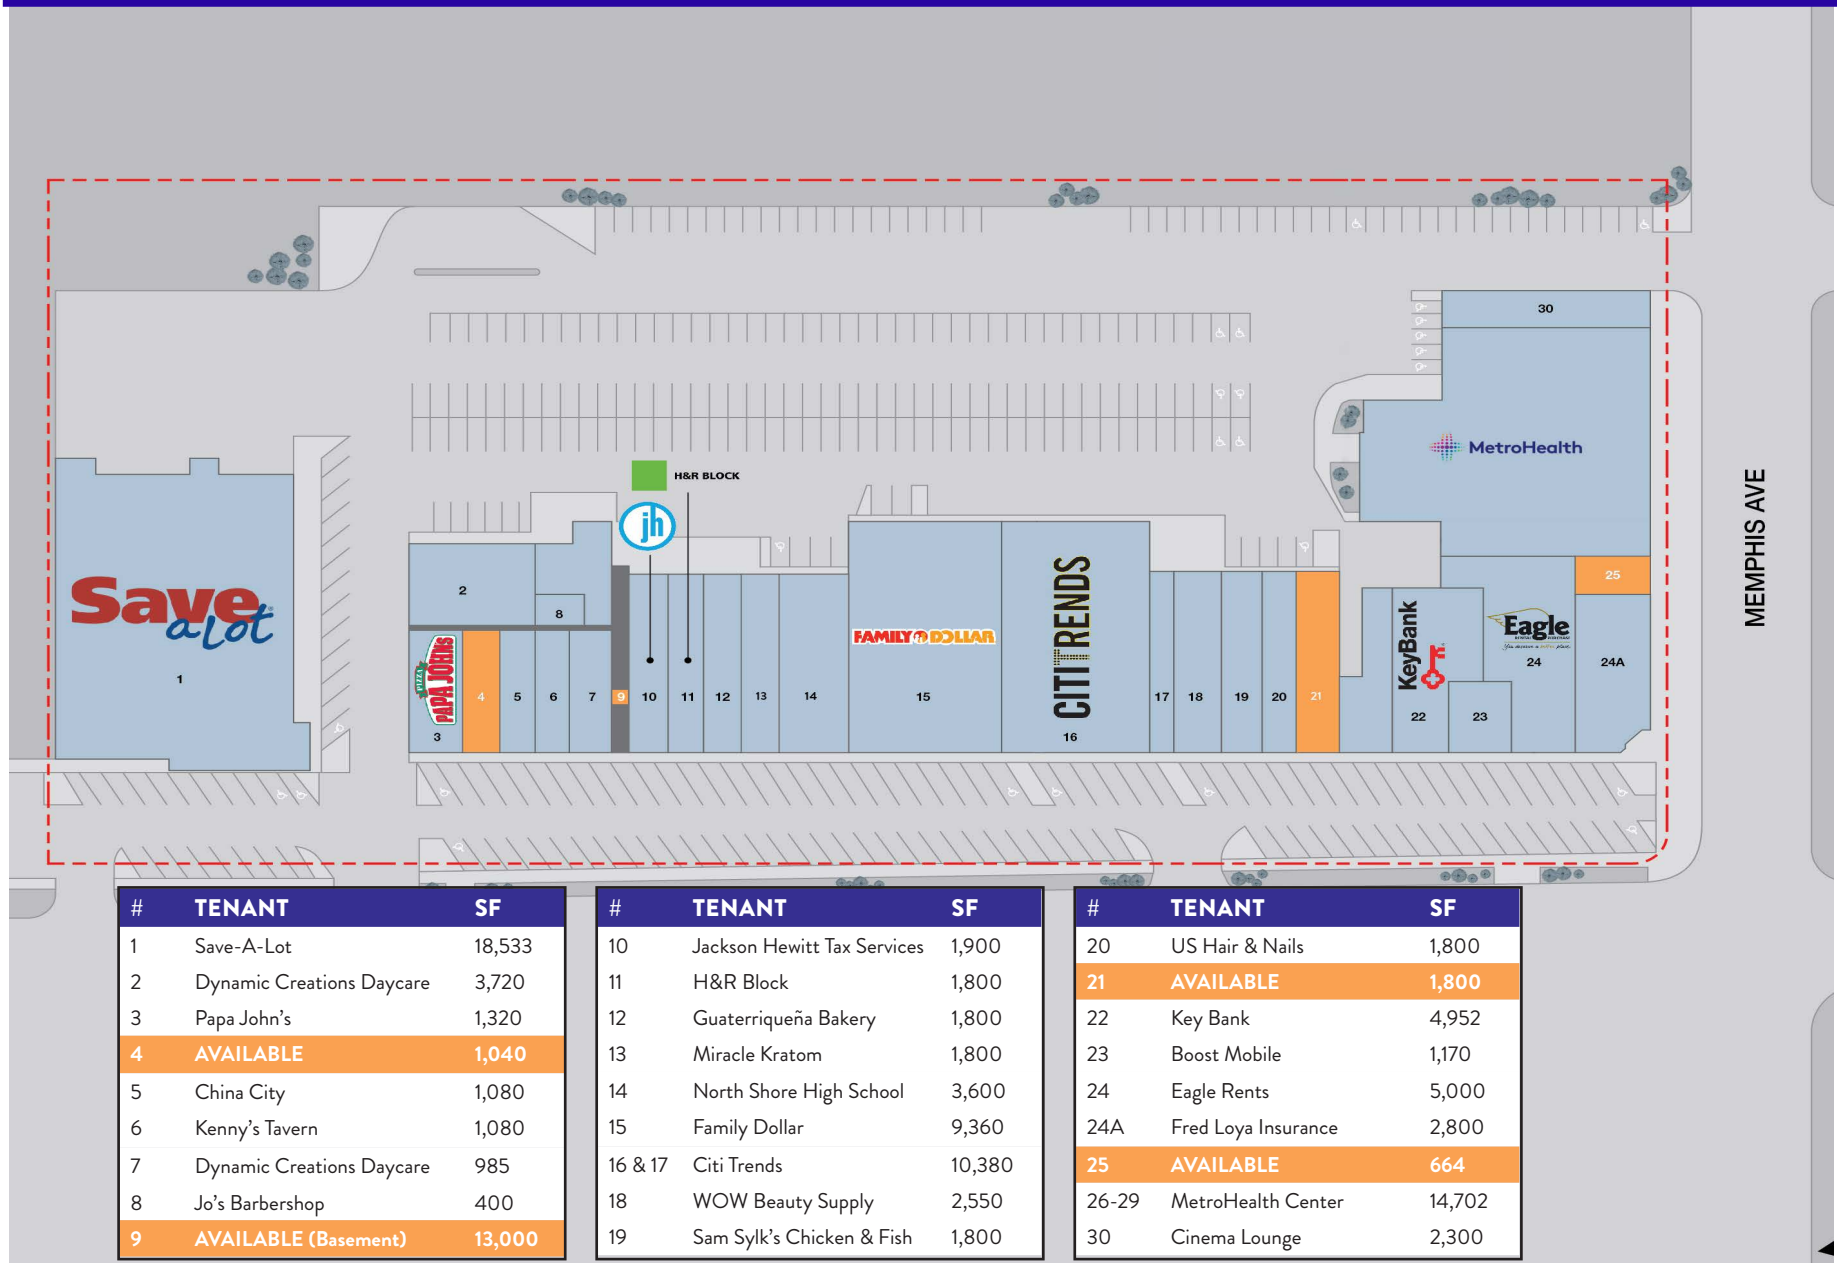 30
MetroHealth
H&R BLOCK
jh
MEMPHIS AVE
Save
a Lot
1
2
8
PIZZA
PAPA JOHNS
3
4
5
6
7
9
10
11
12
13
14
FAMILY DOLLAR
15
CITITRENDS
16
17
18
19
20
21
KeyBank
22
23
Eagle
24
24A
25
# TENANT SF
1 Save-A-Lot 18,533
2 Dynamic Creations Daycare 3,720
3 Papa John's 1,320
4 AVAILABLE 1,040
5 China City 1,080
6 Kenny's Tavern 1,080
7 Dynamic Creations Daycare 985
8 Jo's Barbershop 400
9 AVAILABLE (Basement) 13,000
# TENANT SF
10 Jackson Hewitt Tax Services 1,900
11 H&R Block 1,800
12 Guaterriqueña Bakery 1,800
13 Miracle Kratom 1,800
14 North Shore High School 3,600
15 Family Dollar 9,360
16 & 17 Citi Trends 10,380
18 WOW Beauty Supply 2,550
19 Sam Sylk's Chicken & Fish 1,800
# TENANT SF
20 US Hair & Nails 1,800
21 AVAILABLE 1,800
22 Key Bank 4,952
23 Boost Mobile 1,170
24 Eagle Rents 5,000
24A Fred Loya Insurance 2,800
25 AVAILABLE 664
26-29 MetroHealth Center 14,702
30 Cinema Lounge 2,300